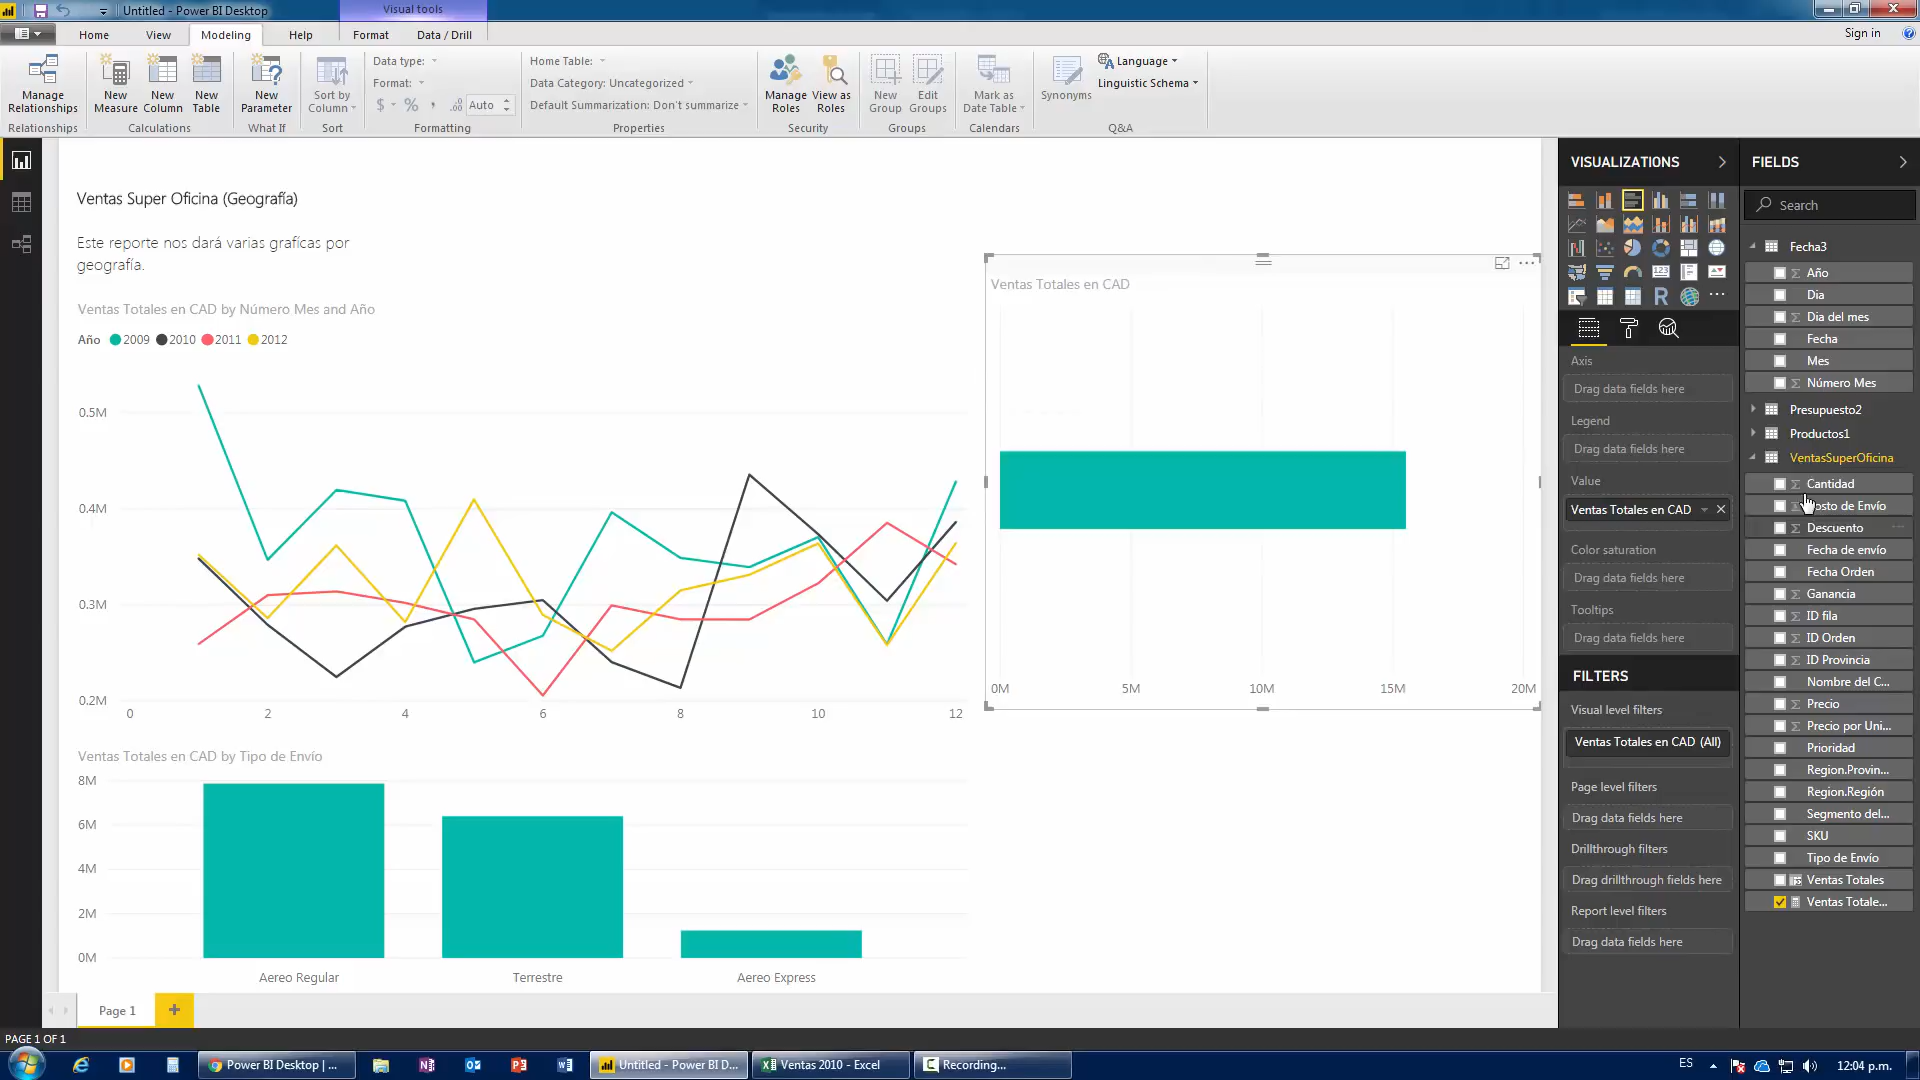 Untitled - Power BI Desktop
Visual tools
Home
View
Modeling
Help
Format
Data / Drill
Sign in
Manage
Relationships
New
Measure
New
Column
New
Table
New
Parameter
Sort by
Column
Data type:
Format:
$
%
Auto
Home Table:
Data Category: Uncategorized
Default Summarization: Don't summarize
Manage
Roles
View as
Roles
New
Group
Edit
Groups
Mark as
Date Table
Synonyms
Language
Linguistic Schema
Relationships
Calculations
What If
Sort
Formatting
Properties
Security
Groups
Calendars
Q&A
Ventas Super Oficina (Geografía)
Este reporte nos dará varias grafícas por
geografía.
Ventas Totales en CAD by Número Mes and Año
Año 2009 2010 2011 2012
0.5M
0.4M
0.3M
0.2M
0 2 4 6 8 10 12
Ventas Totales en CAD by Tipo de Envío
8M
6M
4M
2M
0M
Aereo Regular
Terrestre
Aereo Express
Ventas Totales en CAD
0M 5M 10M 15M 20M
VISUALIZATIONS
Axis
Drag data fields here
Legend
Drag data fields here
Value
Ventas Totales en CAD
Color saturation
Drag data fields here
Tooltips
Drag data fields here
FILTERS
Visual level filters
Ventas Totales en CAD (All)
Page level filters
Drag data fields here
Drillthrough filters
Drag drillthrough fields here
Report level filters
Drag data fields here
FIELDS
Search
Fecha3
Año
Dia
Dia del mes
Fecha
Mes
Número Mes
Presupuesto2
Productos1
VentasSuperOficina
Cantidad
osto de Envío
Descuento
Fecha de envío
Fecha Orden
Ganancia
ID fila
ID Orden
ID Provincia
Nombre del C...
Precio
Precio por Uni...
Prioridad
Region.Provin...
Region.Región
Segmento del...
SKU
Tipo de Envío
Ventas Totales
Ventas Totale...
Page 1
PAGE 1 OF 1
Power BI Desktop | ...
Untitled - Power BI D...
Ventas 2010 - Excel
Recording...
ES
12:04 p.m.